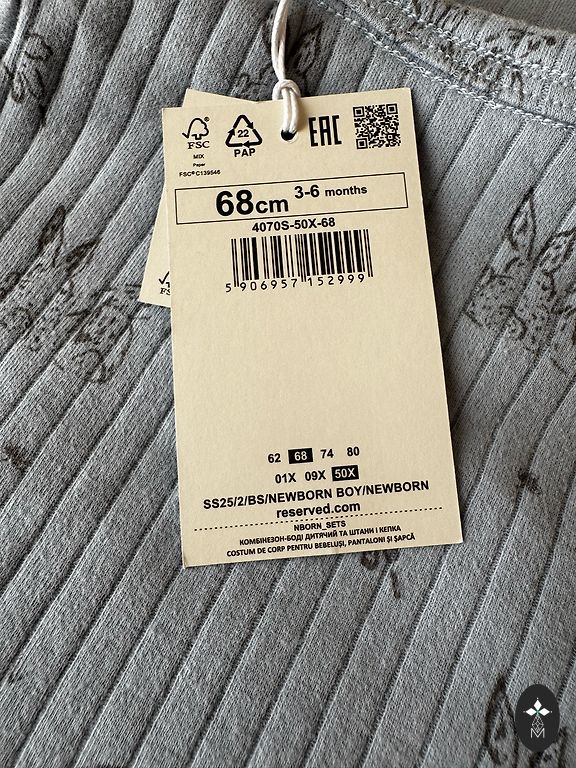 FSC
MIX
Paper
FSC® C139546
22
PAP
EAC
68cm 3-6 months
4070S-50X-68
5 906957 152999
62 68 74 80
01X 09X 50X
SS25/2/BS/NEWBORN BOY/NEWBORN
reserved.com
NBORN_SETS
КОМБІНЕЗОН-БОДІ ДИТЯЧИЙ ТА ШТАНИ І КЕПКА
COSTUM DE CORP PENTRU BEBELUȘI, PANTALONI ȘI ȘAPCĂ
FS
M